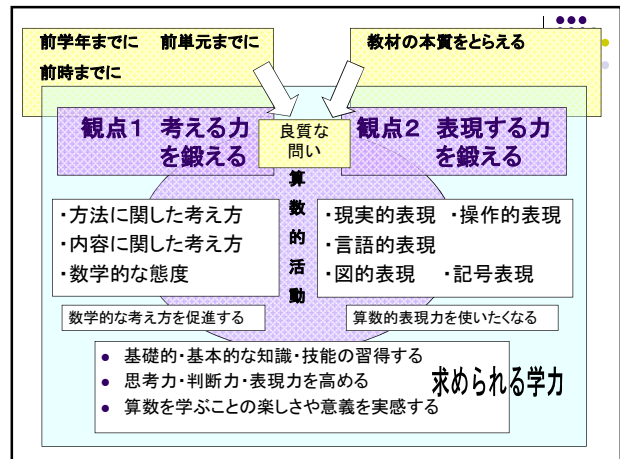 前学年までに　前単元までに
前時までに
教材の本質をとらえる
観点１ 考える力
を鍛える
良質な
問い
観点２ 表現する力
を鍛える
算数的活動
・方法に関した考え方
・内容に関した考え方
・数学的な態度
・現実的表現 ・操作的表現
・言語的表現
・図的表現　・記号表現
数学的な考え方を促進する
算数的表現力を使いたくなる
● 基礎的・基本的な知識・技能の習得する
● 思考力・判断力・表現力を高める
● 算数を学ぶことの楽しさや意義を実感する
求められる学力